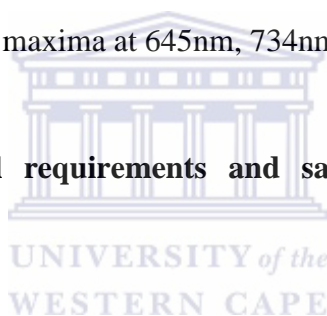 maxima at 645nm, 734nm
requirements and sa
UNIVERSITY of the
WESTERN CAPE